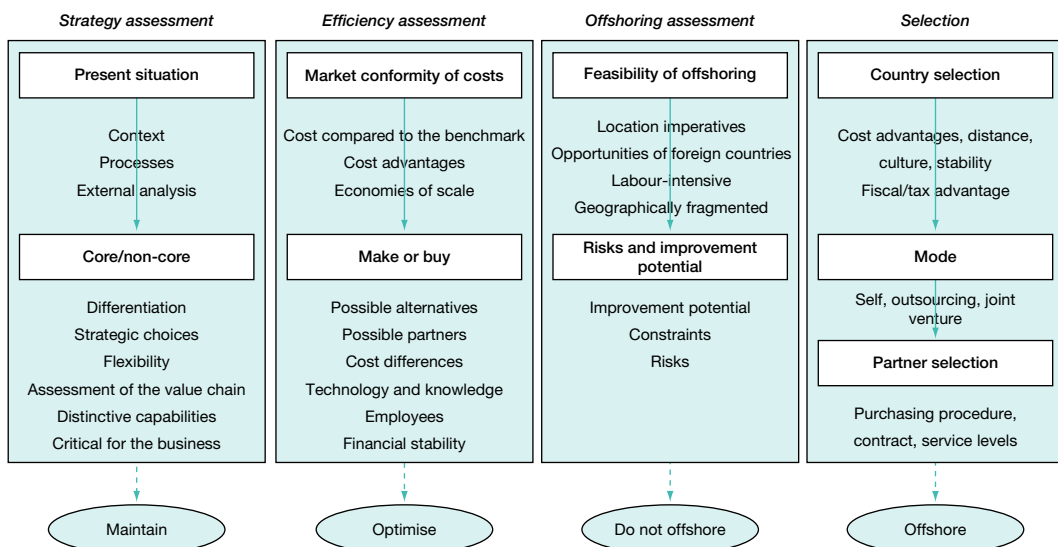 Strategy assessment
Present situation
Context
Processes
External analysis
Core/non-core
Differentiation
Strategic choices
Flexibility
Assessment of the value chain
Distinctive capabilities
Critical for the business
Maintain
Efficiency assessment
Market conformity of costs
Cost compared to the benchmark
Cost advantages
Economies of scale
Make or buy
Possible alternatives
Possible partners
Cost differences
Technology and knowledge
Employees
Financial stability
Optimise
Offshoring assessment
Feasibility of offshoring
Location imperatives
Opportunities of foreign countries
Labour-intensive
Geographically fragmented
Risks and improvement
potential
Improvement potential
Constraints
Risks
Do not offshore
Selection
Country selection
Cost advantages, distance,
culture, stability
Fiscal/tax advantage
Mode
Self, outsourcing, joint
venture
Partner selection
Purchasing procedure,
contract, service levels
Offshore